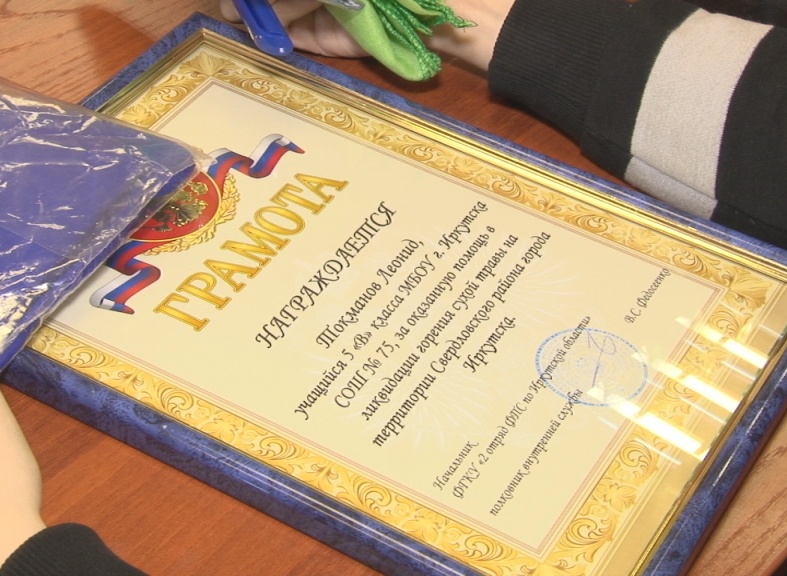 ГРАМОТА
НАГРАЖДАЕТСЯ
Токманов Леонид,
учащийся 5 «В» класса МБОУ г. Иркутска
СОШ № 75, за оказанную помощь в
ликвидации горения сухой травы на
территории Свердловского района города
Иркутска.
Начальник
ФГКУ «2 отряд ФПС по Иркутской области»
полковник внутренней службы
В.С. Федосенко